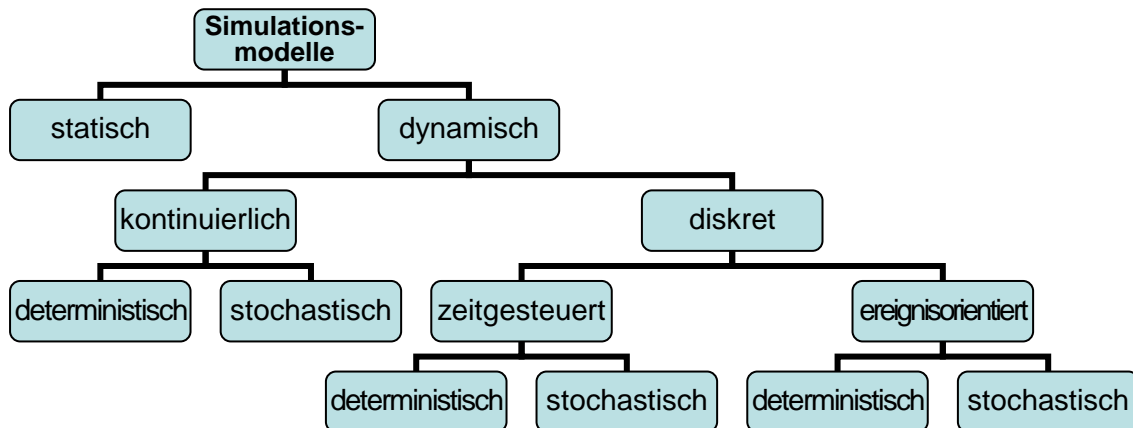 Simulations-
modelle
statisch
dynamisch
kontinuierlich
diskret
deterministisch
stochastisch
zeitgesteuert
ereignisorientiert
deterministisch
stochastisch
deterministisch
stochastisch